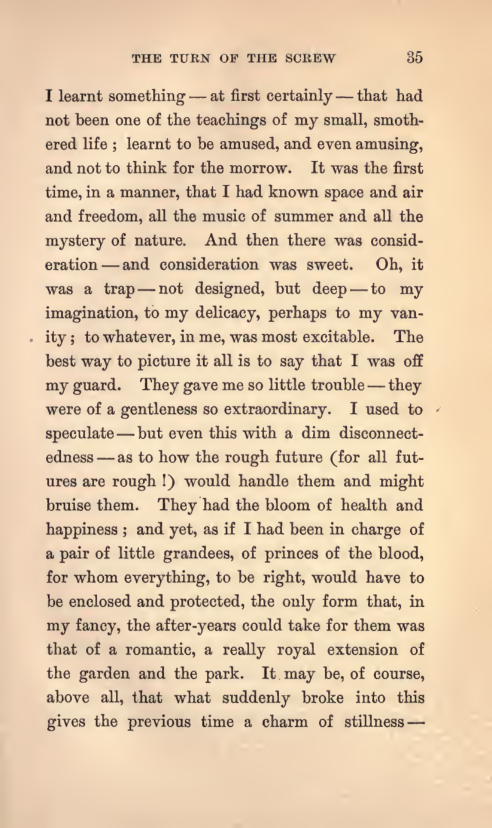 THE TURN OF THE SCREW 35
I learnt something — at first certainly — that had
not been one of the teachings of my small, smoth-
ered life ; learnt to be amused, and even amusing,
and not to think for the morrow. It was the first
time, in a manner, that I had known space and air
and freedom, all the music of summer and all the
mystery of nature. And then there was consid-
eration — and consideration was sweet. Oh, it
was a trap — not designed, but deep — to my
imagination, to my delicacy, perhaps to my van-
ity ; to whatever, in me, was most excitable. The
best way to picture it all is to say that I was off
my guard. They gave me so little trouble — they
were of a gentleness so extraordinary. I used to
speculate — but even this with a dim disconnect-
edness — as to how the rough future (for all fut-
ures are rough !) would handle them and might
bruise them. They had the bloom of health and
happiness ; and yet, as if I had been in charge of
a pair of little grandees, of princes of the blood,
for whom everything, to be right, would have to
be enclosed and protected, the only form that, in
my fancy, the after-years could take for them was
that of a romantic, a really royal extension of
the garden and the park. It may be, of course,
above all, that what suddenly broke into this
gives the previous time a charm of stillness —